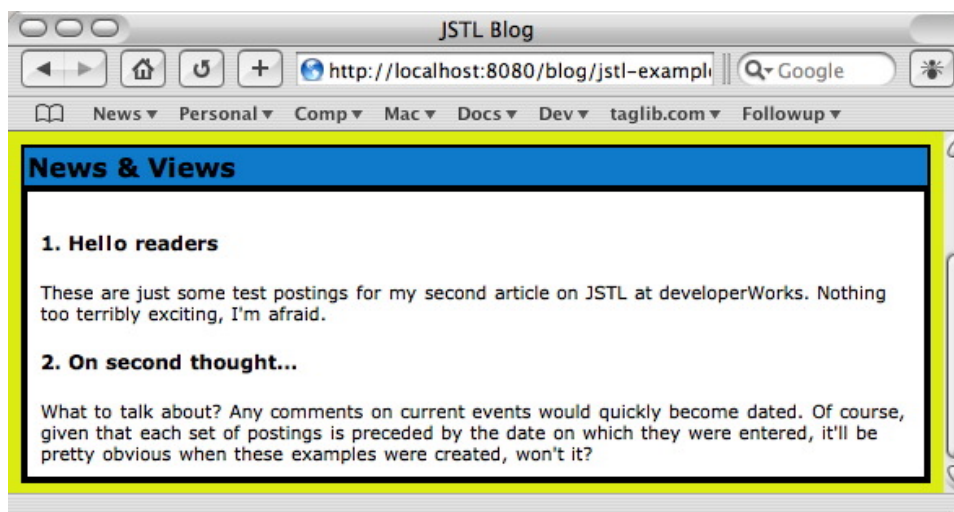 JSTL Blog
http://localhost:8080/blog/jstl-exampl
Google
News Personal Comp Mac Docs Dev taglib.com Followup
News & Views
1. Hello readers
These are just some test postings for my second article on JSTL at developerWorks. Nothing
too terribly exciting, I'm afraid.
2. On second thought...
What to talk about? Any comments on current events would quickly become dated. Of course,
given that each set of postings is preceded by the date on which they were entered, it'll be
pretty obvious when these examples were created, won't it?